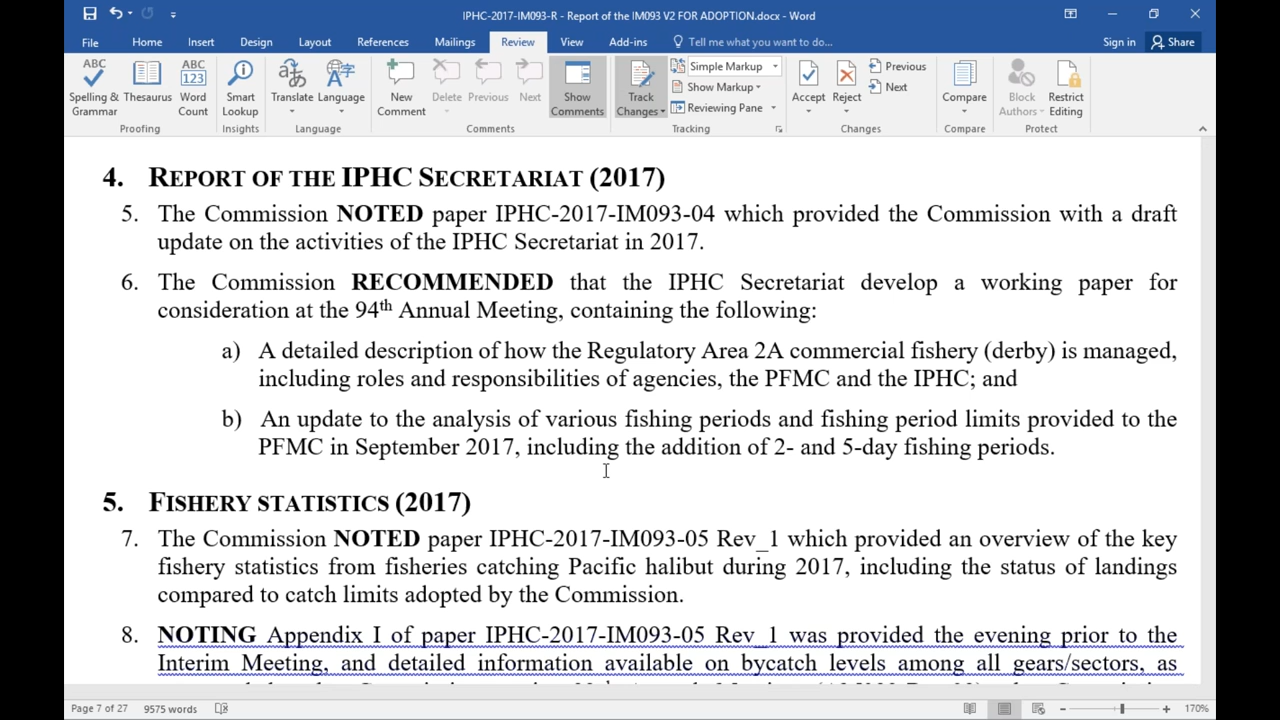 IPHC-2017-IM093-R - Report of the IM093 V2 FOR ADOPTION.docx - Word
File Home Insert Design Layout References Mailings Review View Add-ins Tell me what you want to do... Sign in Share
ABC Spelling & Grammar
Thesaurus
ABC 123 Word Count
Smart Lookup
Translate
Language
New Comment
Delete
Previous
Next
Show Comments
Track Changes
Simple Markup
Show Markup
Reviewing Pane
Accept
Reject
Previous
Next
Compare
Block Authors
Restrict Editing
Proofing Insights Language Comments Tracking Changes Compare Protect
4. REPORT OF THE IPHC SECRETARIAT (2017)
5. The Commission NOTED paper IPHC-2017-IM093-04 which provided the Commission with a draft
update on the activities of the IPHC Secretariat in 2017.
6. The Commission RECOMMENDED that the IPHC Secretariat develop a working paper for
consideration at the 94th Annual Meeting, containing the following:
a) A detailed description of how the Regulatory Area 2A commercial fishery (derby) is managed,
including roles and responsibilities of agencies, the PFMC and the IPHC; and
b) An update to the analysis of various fishing periods and fishing period limits provided to the
PFMC in September 2017, including the addition of 2- and 5-day fishing periods.
5. FISHERY STATISTICS (2017)
7. The Commission NOTED paper IPHC-2017-IM093-05 Rev_1 which provided an overview of the key
fishery statistics from fisheries catching Pacific halibut during 2017, including the status of landings
compared to catch limits adopted by the Commission.
8. NOTING Appendix I of paper IPHC-2017-IM093-05 Rev_1 was provided the evening prior to the
Interim Meeting, and detailed information available on bycatch levels among all gears/sectors, as
Page 7 of 27 9575 words 170%